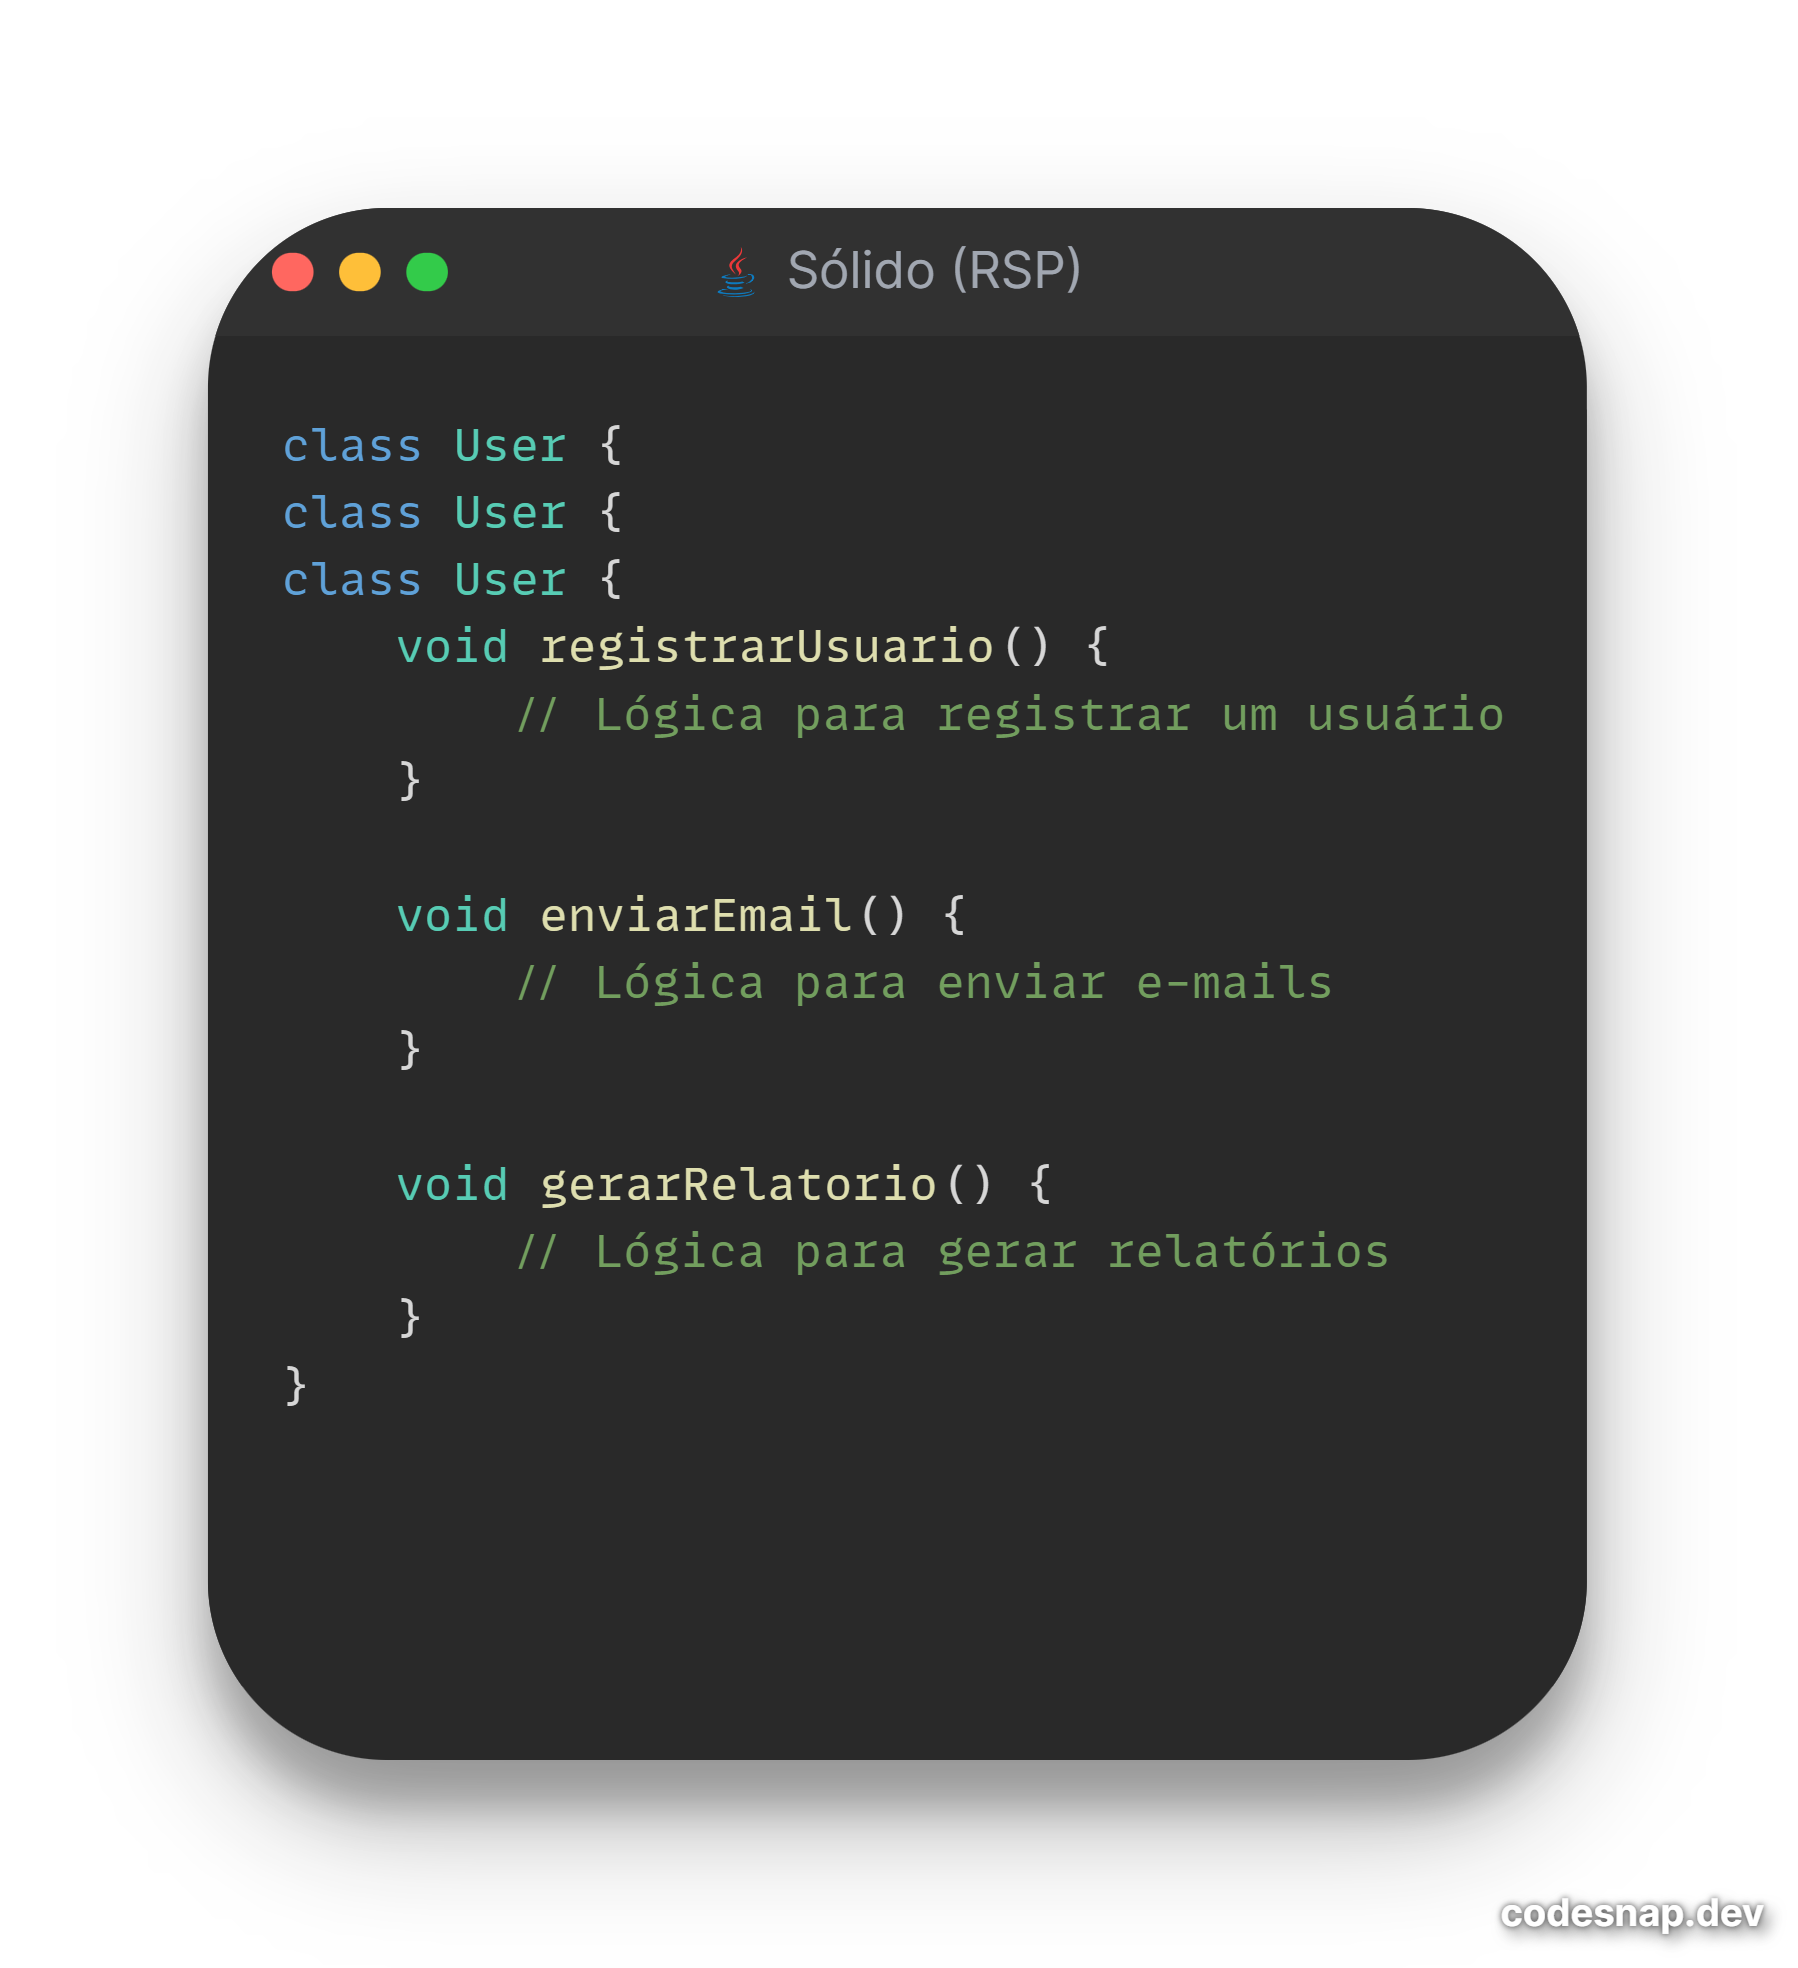 Sólido (RSP)
class User {
class User {
class User {
    void registrarUsuario() {
        // Lógica para registrar um usuário
    }

    void enviarEmail() {
        // Lógica para enviar e-mails
    }

    void gerarRelatorio() {
        // Lógica para gerar relatórios
    }
}
codesnap.dev